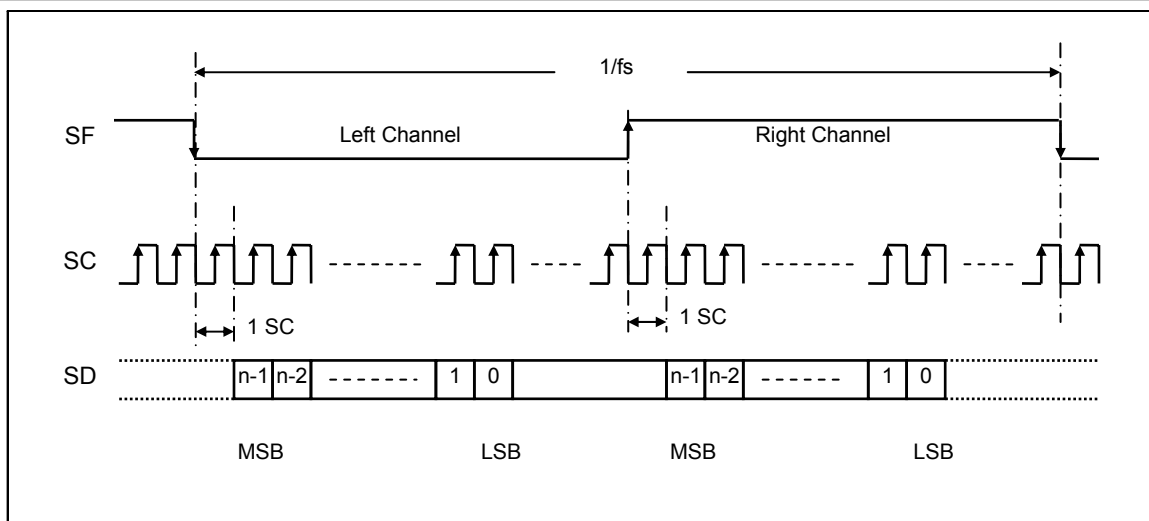 1/fs
SF
Left Channel
Right Channel
SC
1 SC
1 SC
SD
n-1 n-2 1 0 n-1 n-2 1 0
MSB LSB MSB LSB